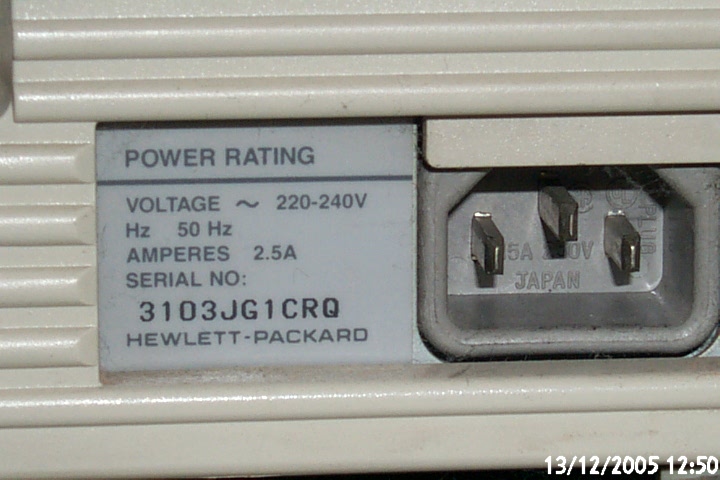 POWER RATING
VOLTAGE ~ 220-240V
Hz 50 Hz
AMPERES 2.5A
SERIAL NO:
3103JG1CRQ
HEWLETT-PACKARD
JAPAN
13/12/2005 12:50